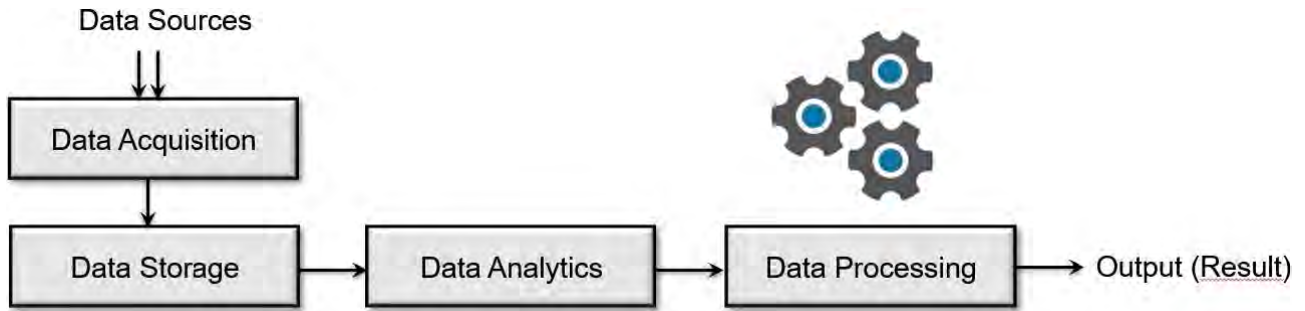 Data Sources
Data Acquisition
Data Storage
Data Analytics
Data Processing
Output (Result)